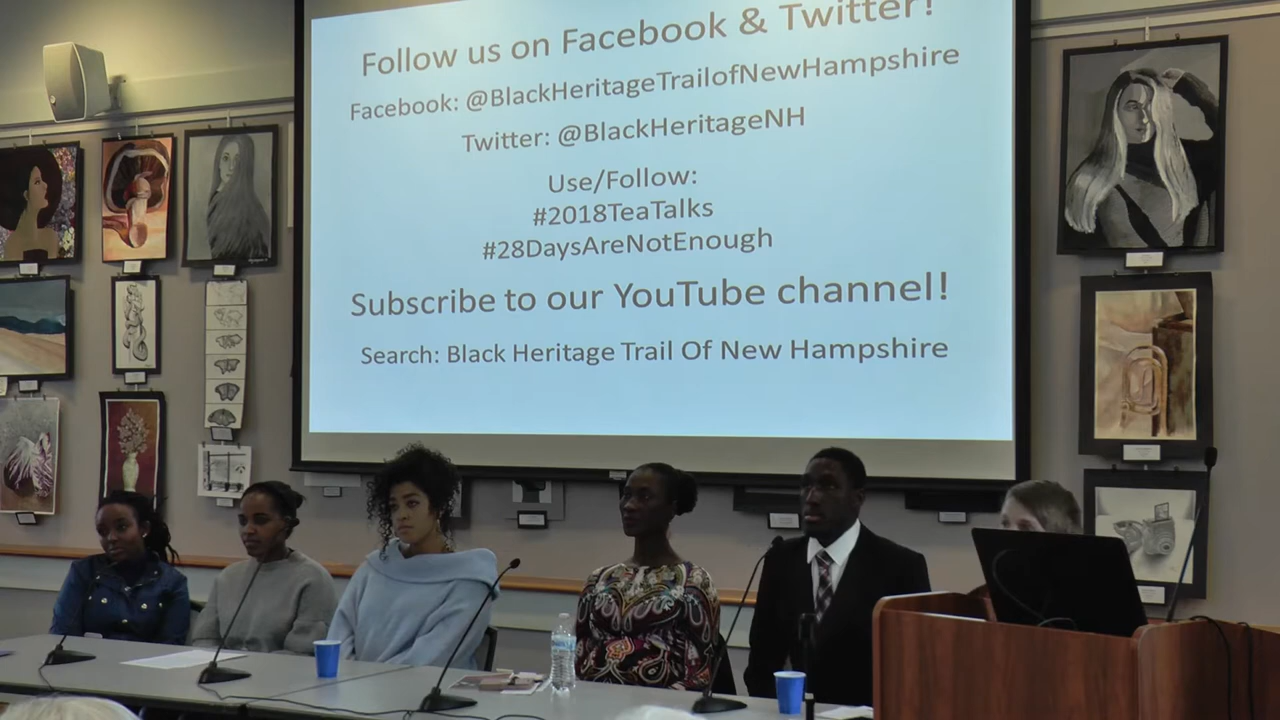 Follow us on Facebook & Twitter!
Facebook: @BlackHeritageTrailofNewHampshire
Twitter: @BlackHeritageNH
Use/Follow:
#2018TeaTalks
#28DaysAreNotEnough
Subscribe to our YouTube channel!
Search: Black Heritage Trail Of New Hampshire